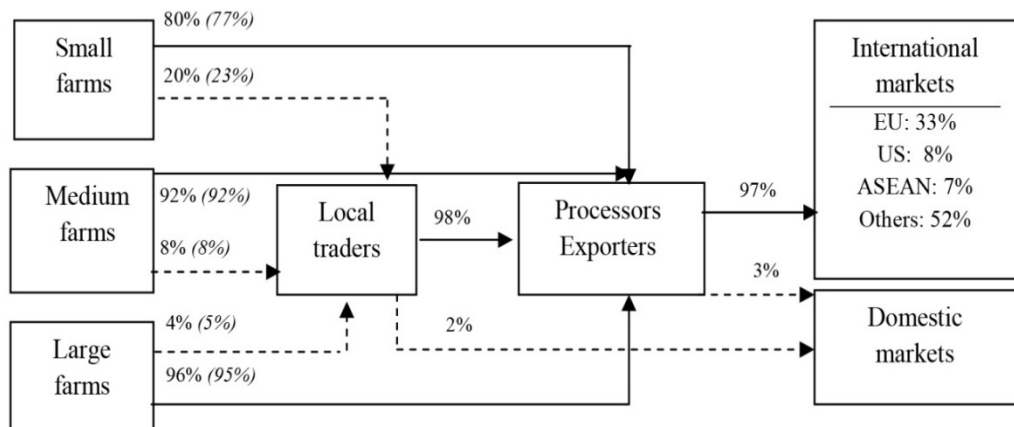 80% (77%)
Small
farms
20% (23%)
International
markets
EU: 33%
US: 8%
ASEAN: 7%
Others: 52%
Medium
farms
92% (92%)
8% (8%)
Local
traders
98%
Processors
Exporters
97%
3%
Large
farms
4% (5%)
96% (95%)
2%
Domestic
markets